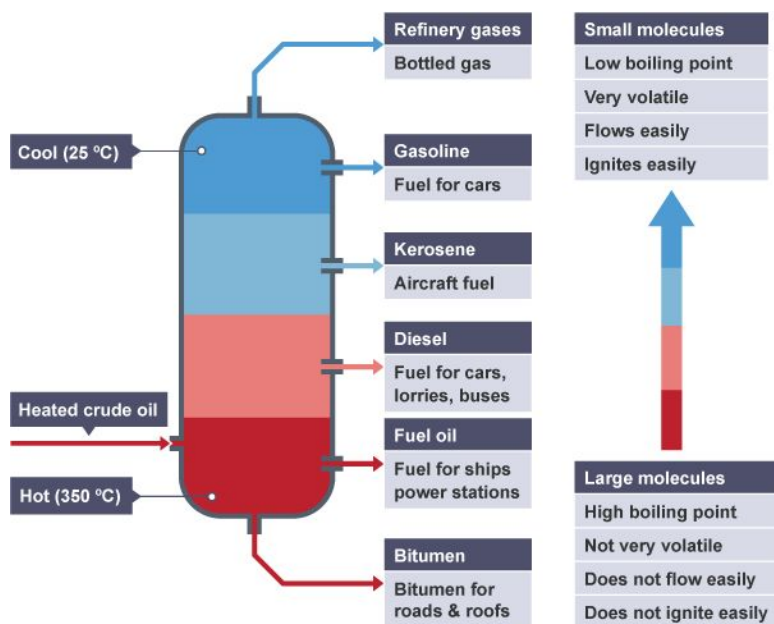 Refinery gases
Bottled gas
Cool (25 ºC)
Gasoline
Fuel for cars
Kerosene
Aircraft fuel
Diesel
Fuel for cars,
lorries, buses
Heated crude oil
Fuel oil
Fuel for ships
power stations
Hot (350 ºC)
Bitumen
Bitumen for
roads & roofs
Small molecules
Low boiling point
Very volatile
Flows easily
Ignites easily
Large molecules
High boiling point
Not very volatile
Does not flow easily
Does not ignite easily